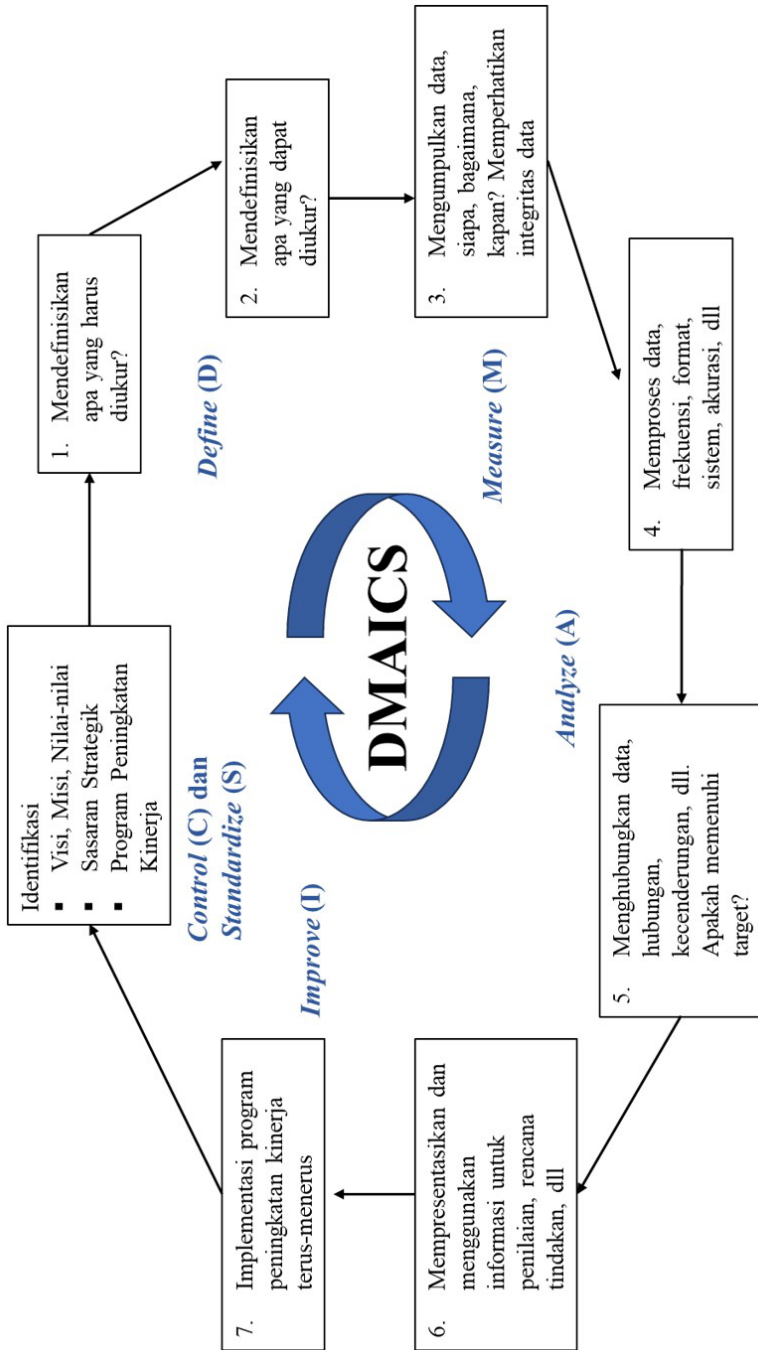 Identifikasi
▪ Visi, Misi, Nilai-nilai
▪ Sasaran Strategik
▪ Program Peningkatan
Kinerja
1. Mendefinisikan
apa yang harus
diukur?
Define (D)
2. Mendefinisikan
apa yang dapat
diukur?
3. Mengumpulkan data,
siapa, bagaimana,
kapan? Memperhatikan
integritas data
Measure (M)
4. Memproses data,
frekuensi, format,
sistem, akurasi, dll
Analyze (A)
5. Menghubungkan data,
hubungan,
kecenderungan, dll.
Apakah memenuhi
target?
6. Mempresentasikan dan
menggunakan
informasi untuk
penilaian, rencana
tindakan, dll
Improve (I)
7. Implementasi program
peningkatan kinerja
terus-menerus
Control (C) dan
Standardize (S)
DMAICS